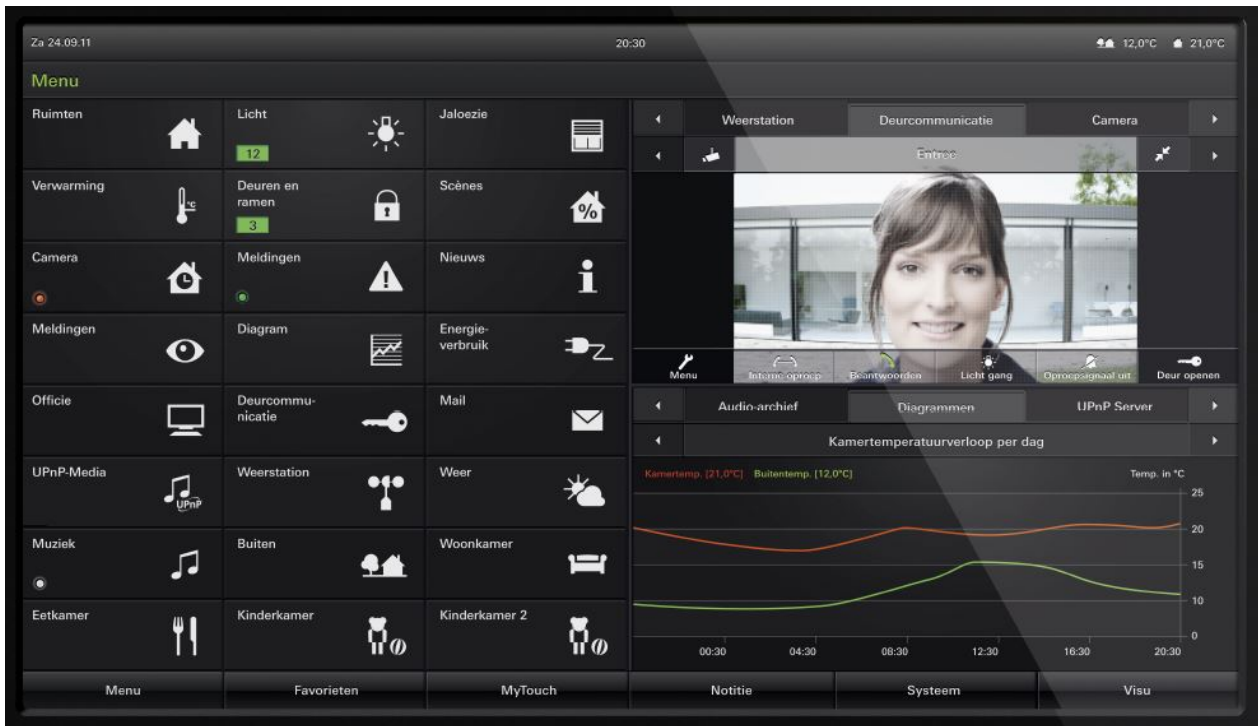 Za 24.09.11
20:30
12,0°C
21,0°C
Menu
Ruimten
Licht
12
Jaloezie
Verwarming
°C
Deuren en
ramen
3
Scènes
%
Camera
Meldingen
Nieuws
i
Meldingen
Diagram
Energie-
verbruik
Officie
Deurcommu-
nicatie
Mail
UPnP-Media
UPnP
Weerstation
Weer
Muziek
Buiten
Woonkamer
Eetkamer
Kinderkamer
Kinderkamer 2
Weerstation
Deurcommunicatie
Camera
Entree
Menu
Interne oproep
Beantwoorden
Licht gang
Oproepsignaal uit
Deur openen
Audio-archief
Diagrammen
UPnP Server
Kamertemperatuurverloop per dag
Kamertemp. [21,0°C]
Buitentemp. [12,0°C]
Temp. in °C
25
20
15
10
0
00:30
04:30
08:30
12:30
16:30
20:30
Menu
Favorieten
MyTouch
Notitie
Systeem
Visu